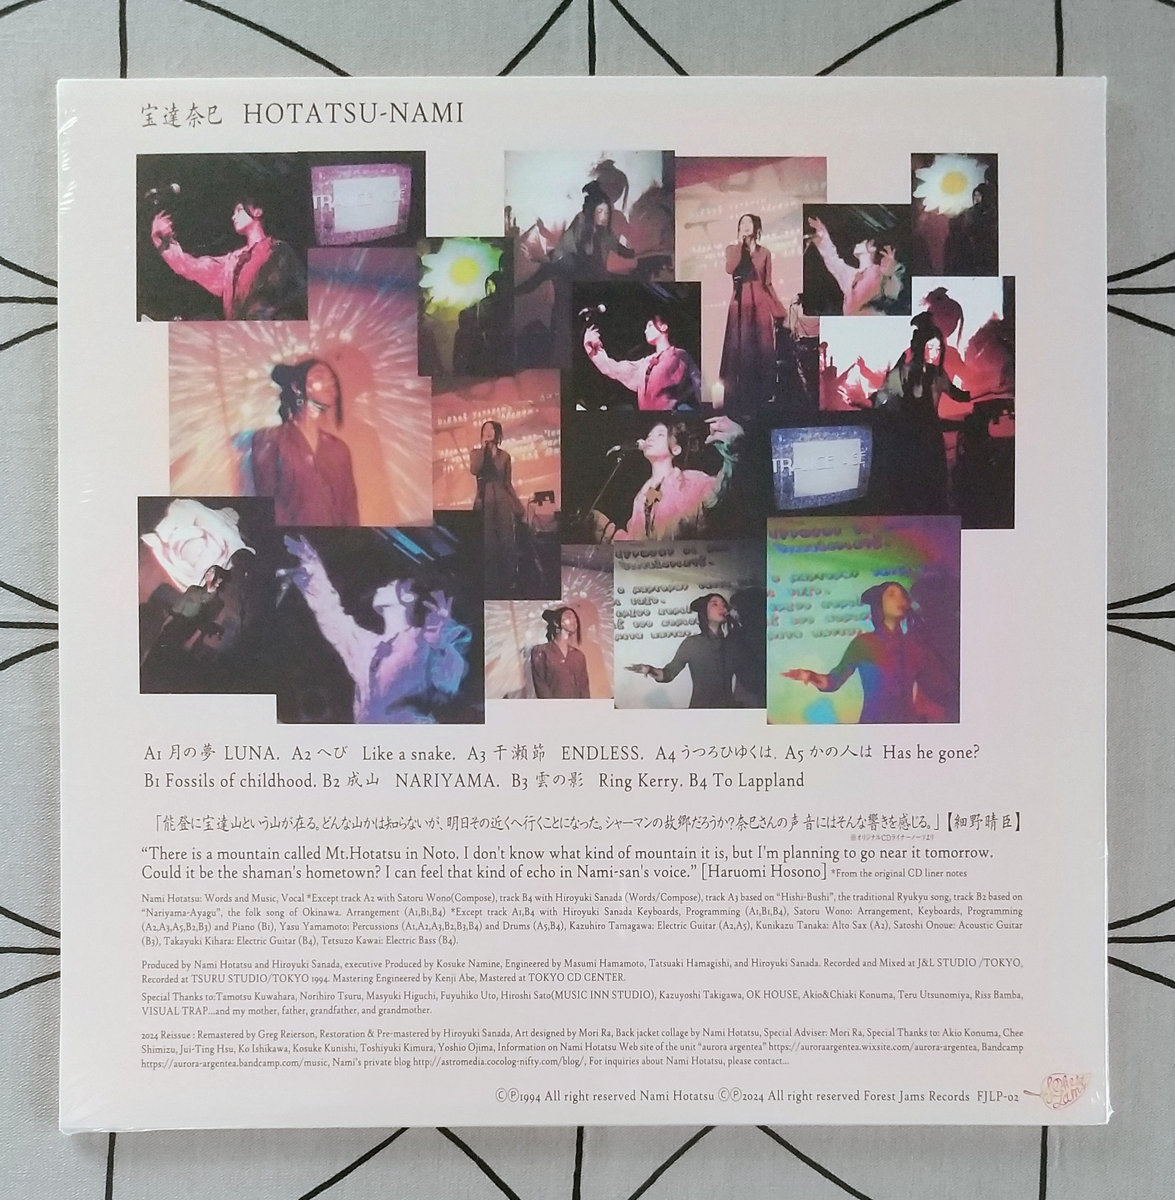 宝達奈巳 HOTATSU-NAMI
A1 月の夢 LUNA. A2 へび Like a snake. A3 干瀬節 ENDLESS. A4 うつろひゆくは. A5 かの人は Has he gone?
B1 Fossils of childhood. B2 成山 NARIYAMA. B3 雲の影 Ring Kerry. B4 To Lappland
「能登に宝達山という山が在る。どんな山かは知らないが、明日その近くへ行くことになった。シャーマンの故郷だろうか?奈巳さんの声音にはそんな響きを感じる。」【細野晴臣】
※オリジナルCDライナーノーツより
“There is a mountain called Mt.Hotatsu in Noto. I don't know what kind of mountain it is, but I'm planning to go near it tomorrow.
Could it be the shaman's hometown? I can feel that kind of echo in Nami-san's voice.” [Haruomi Hosono] *From the original CD liner notes
Nami Hotatsu: Words and Music, Vocal *Except track A2 with Satoru Wono(Compose), track B4 with Hiroyuki Sanada (Words/Compose), track A3 based on “Hishi-Bushi”, the traditional Ryukyu song, track B2 based on
“Nariyama-Ayagu”, the folk song of Okinawa. Arrangement (A1,B1,B4) *Except track A1,B4 with Hiroyuki Sanada Keyboards, Programming (A1,B1,B4), Satoru Wono: Arrangement, Keyboards, Programming
(A2,A3,A5,B2,B3) and Piano (B1), Yasu Yamamoto: Percussions (A1,A2,A3,B2,B3,B4) and Drums (A5,B4), Kazuhiro Tamagawa: Electric Guitar (A2,A5), Kunikazu Tanaka: Alto Sax (A2), Satoshi Onoue: Acoustic Guitar
(B3), Takayuki Kihara: Electric Guitar (B4), Tetsuzo Kawai: Electric Bass (B4).
Produced by Nami Hotatsu and Hiroyuki Sanada, executive Produced by Kosuke Namine, Engineered by Masumi Hamamoto, Tatsuaki Hamagishi, and Hiroyuki Sanada. Recorded and Mixed at J&L STUDIO /TOKYO,
Recorded at TSURU STUDIO/TOKYO 1994. Mastering Engineered by Kenji Abe, Mastered at TOKYO CD CENTER.
Special Thanks to:Tamotsu Kuwahara, Norihiro Tsuru, Masyuki Higuchi, Fuyuhiko Uto, Hiroshi Sato(MUSIC INN STUDIO), Kazuyoshi Takigawa, OK HOUSE, Akio&Chiaki Konuma, Teru Utsunomiya, Riss Bamba,
VISUAL TRAP...and my mother, father, grandfather, and grandmother.
2024 Reissue : Remastered by Greg Reierson, Restoration & Pre-mastered by Hiroyuki Sanada, Art designed by Mori Ra, Back jacket collage by Nami Hotatsu, Special Adviser: Mori Ra, Special Thanks to: Akio Konuma, Chee
Shimizu, Jui-Ting Hsu, Ko Ishikawa, Kosuke Kunishi, Toshiyuki Kimura, Yoshio Ojima, Information on Nami Hotatsu Web site of the unit “aurora argentea” https://auroraargentea.wixsite.com/aurora-argentea, Bandcamp
https://aurora-argentea.bandcamp.com/music, Nami's private blog http://astromedia.cocolog-nifty.com/blog/, For inquiries about Nami Hotatsu, please contact...
ⒸⓅ1994 All right reserved Nami Hotatsu ⒸⓅ2024 All right reserved Forest Jams Records FJLP-02